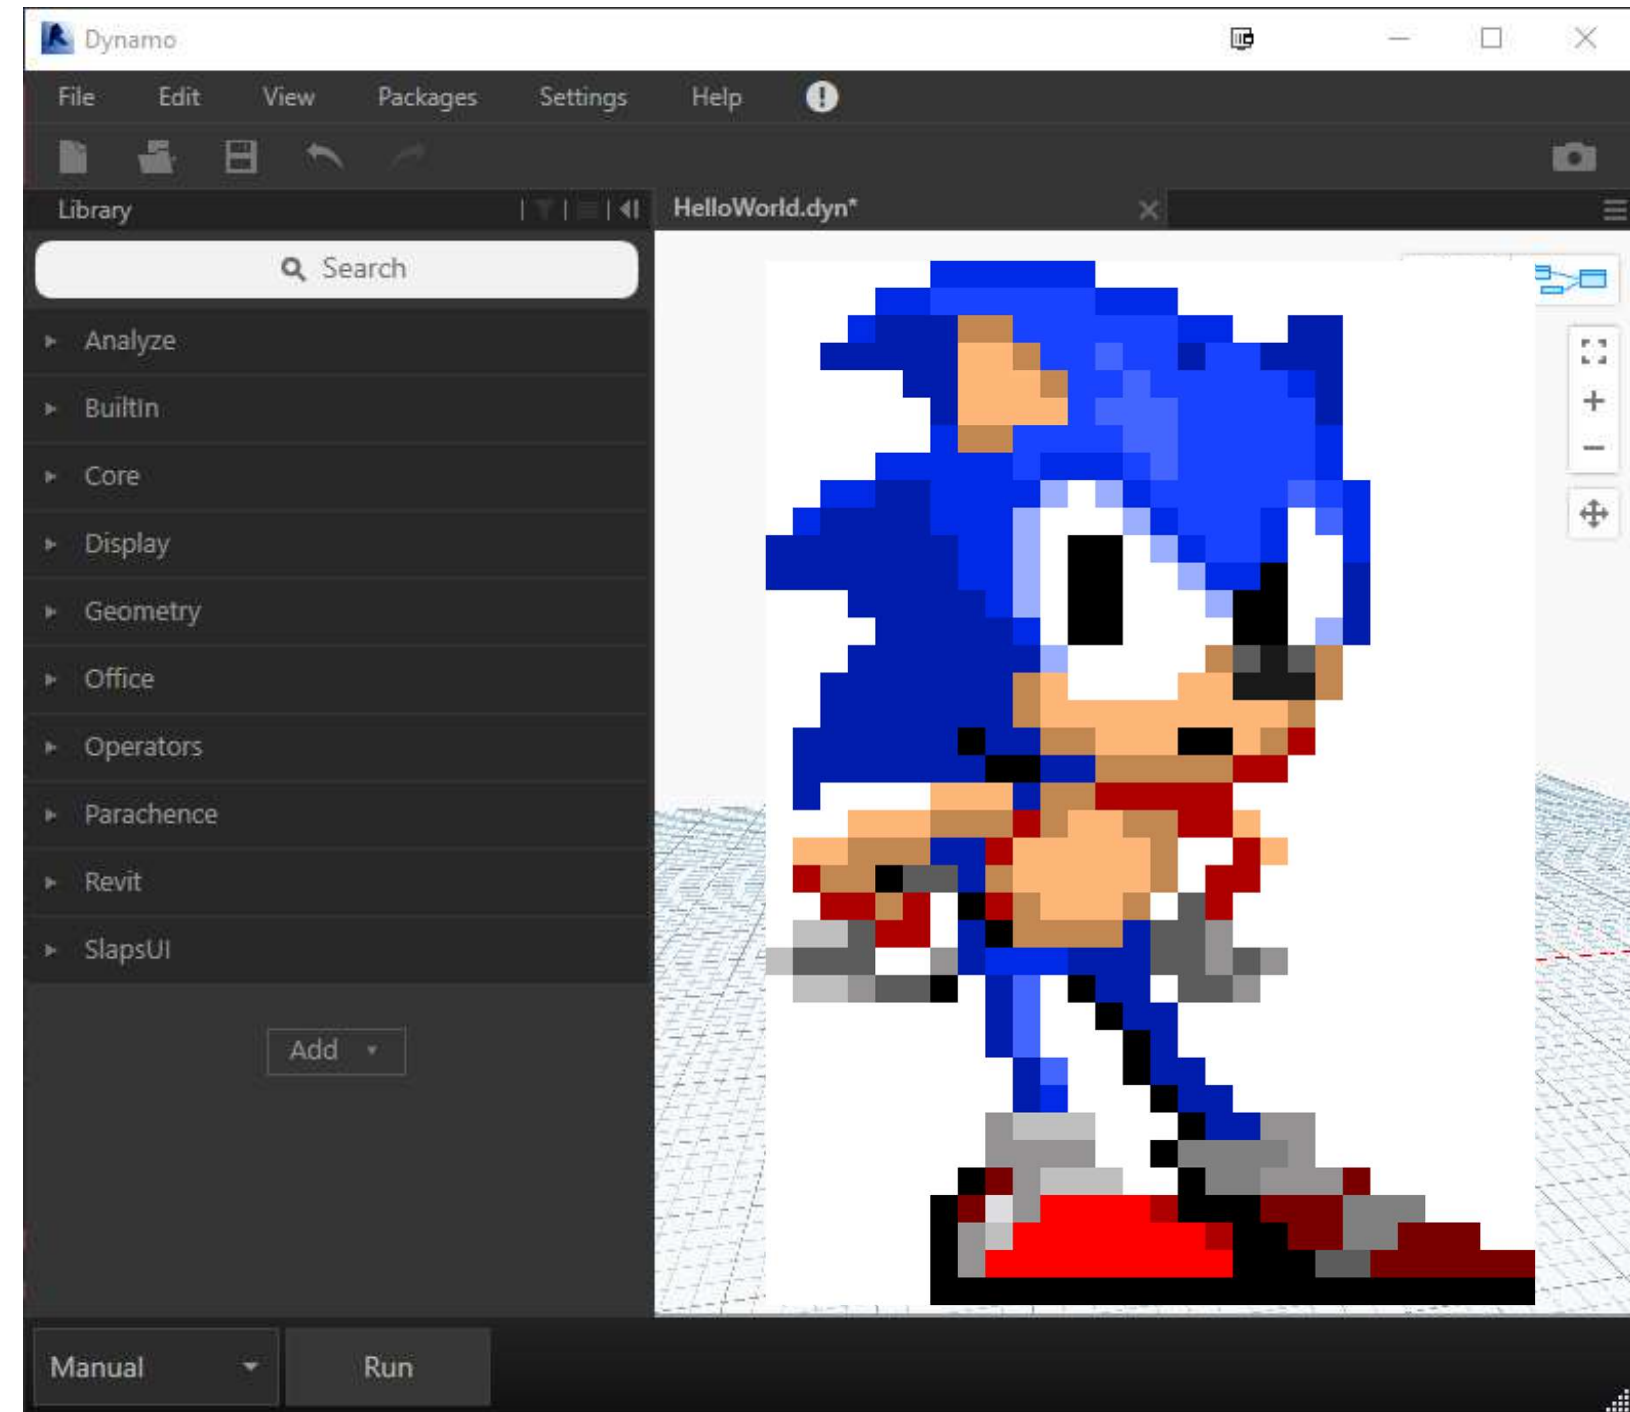 Dynamo
File Edit View Packages Settings Help
Library
HelloWorld.dyn*
Search
Analyze
BuiltIn
Core
Display
Geometry
Office
Operators
Parachence
Revit
SlapsUI
Add
Manual
Run